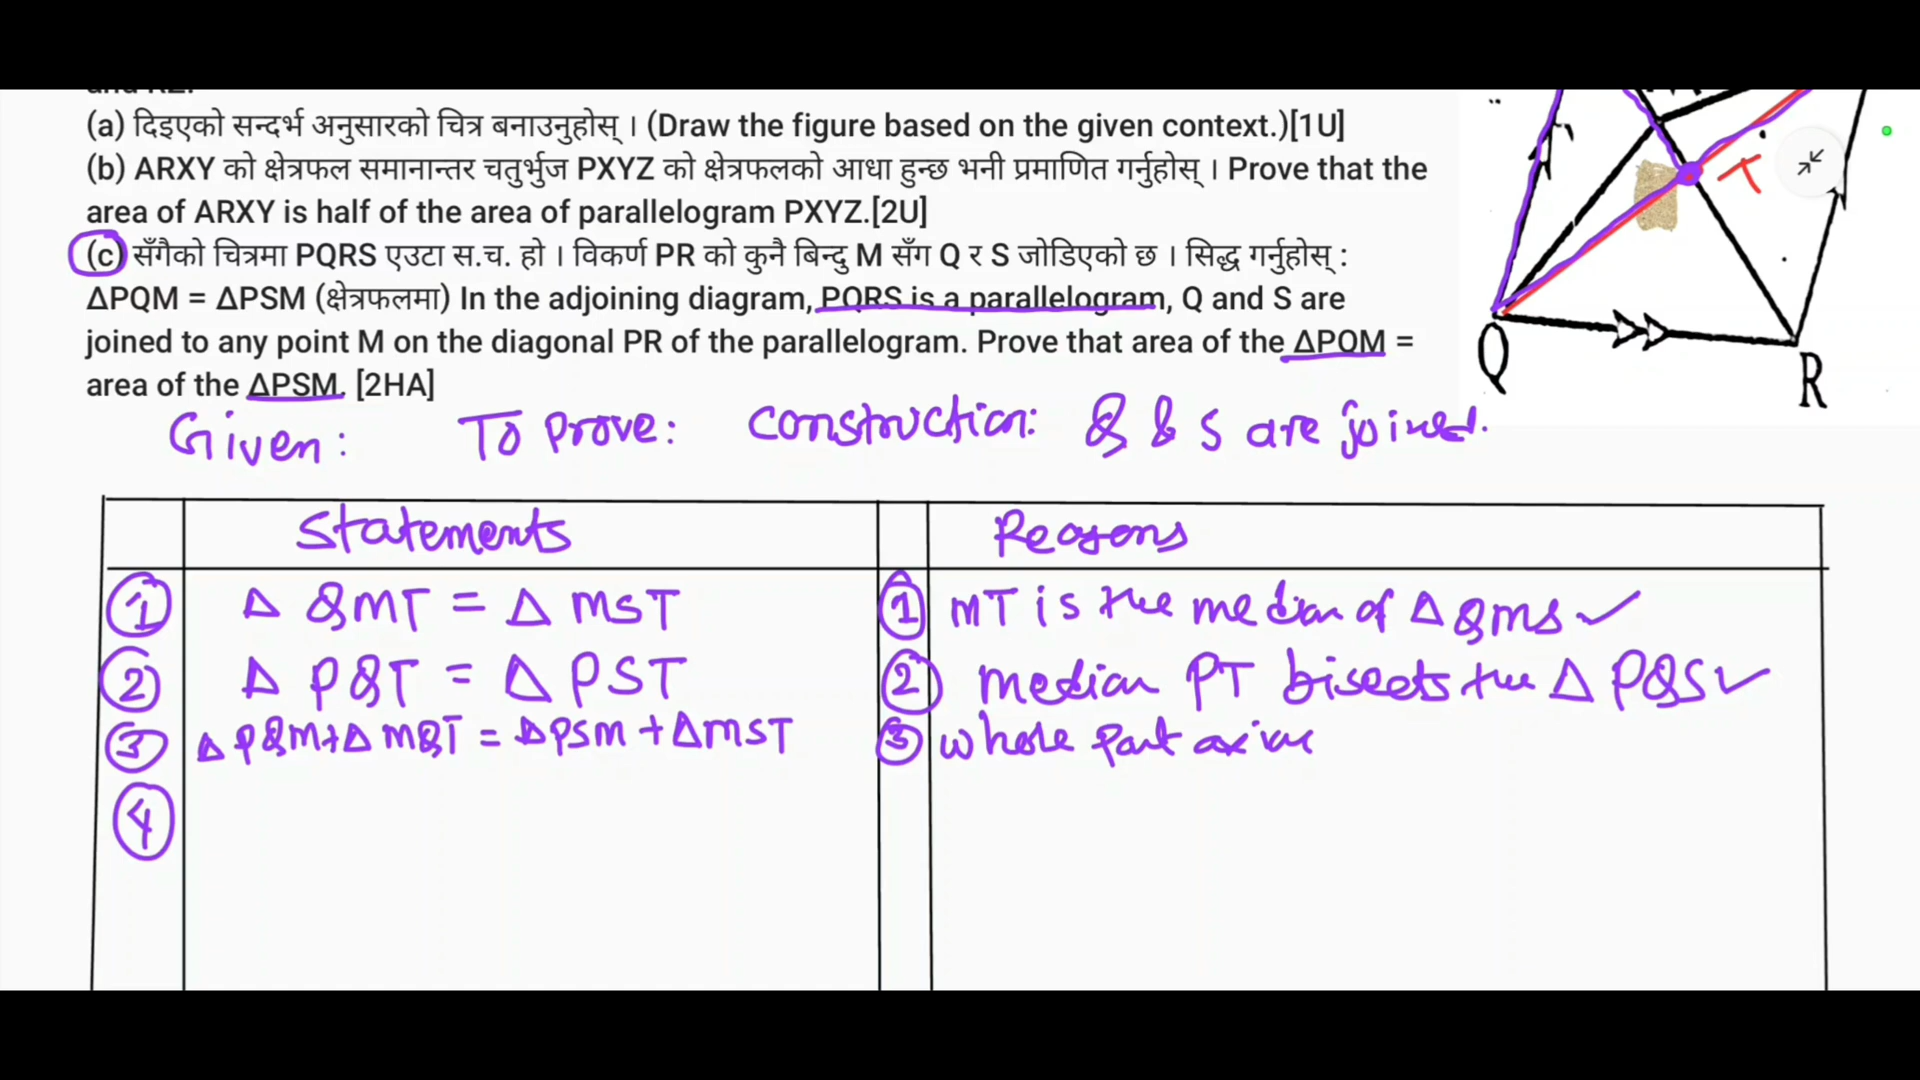 (a) दिइएको सन्दर्भ अनुसारको चित्र बनाउनुहोस् । (Draw the figure based on the given context.)[1U]
(b) ARXY को क्षेत्रफल समानान्तर चतुर्भुज PXYZ को क्षेत्रफलको आधा हुन्छ भनी प्रमाणित गर्नुहोस् । Prove that the
area of ARXY is half of the area of parallelogram PXYZ.[2U]
(c) सँगैको चित्रमा PQRS एउटा स.च. हो । विकर्ण PR को कुनै बिन्दु M सँग Q र S जोडिएको छ । सिद्ध गर्नुहोस् :
ΔPQM = ΔPSM (क्षेत्रफलमा) In the adjoining diagram, PQRS is a parallelogram, Q and S are
joined to any point M on the diagonal PR of the parallelogram. Prove that area of the ΔPQM =
area of the ΔPSM. [2HA]
T
Q
R
Given: To prove: Construction: Q & S are joined.
Statements Reasons
1 Δ QMT = Δ MST 1 MT is the median of Δ QMS ✓
2 Δ PQT = Δ PST 2 median PT bisects the Δ PQS ✓
3 Δ PQM + Δ MQT = Δ PSM + Δ MST 3 whole part
4